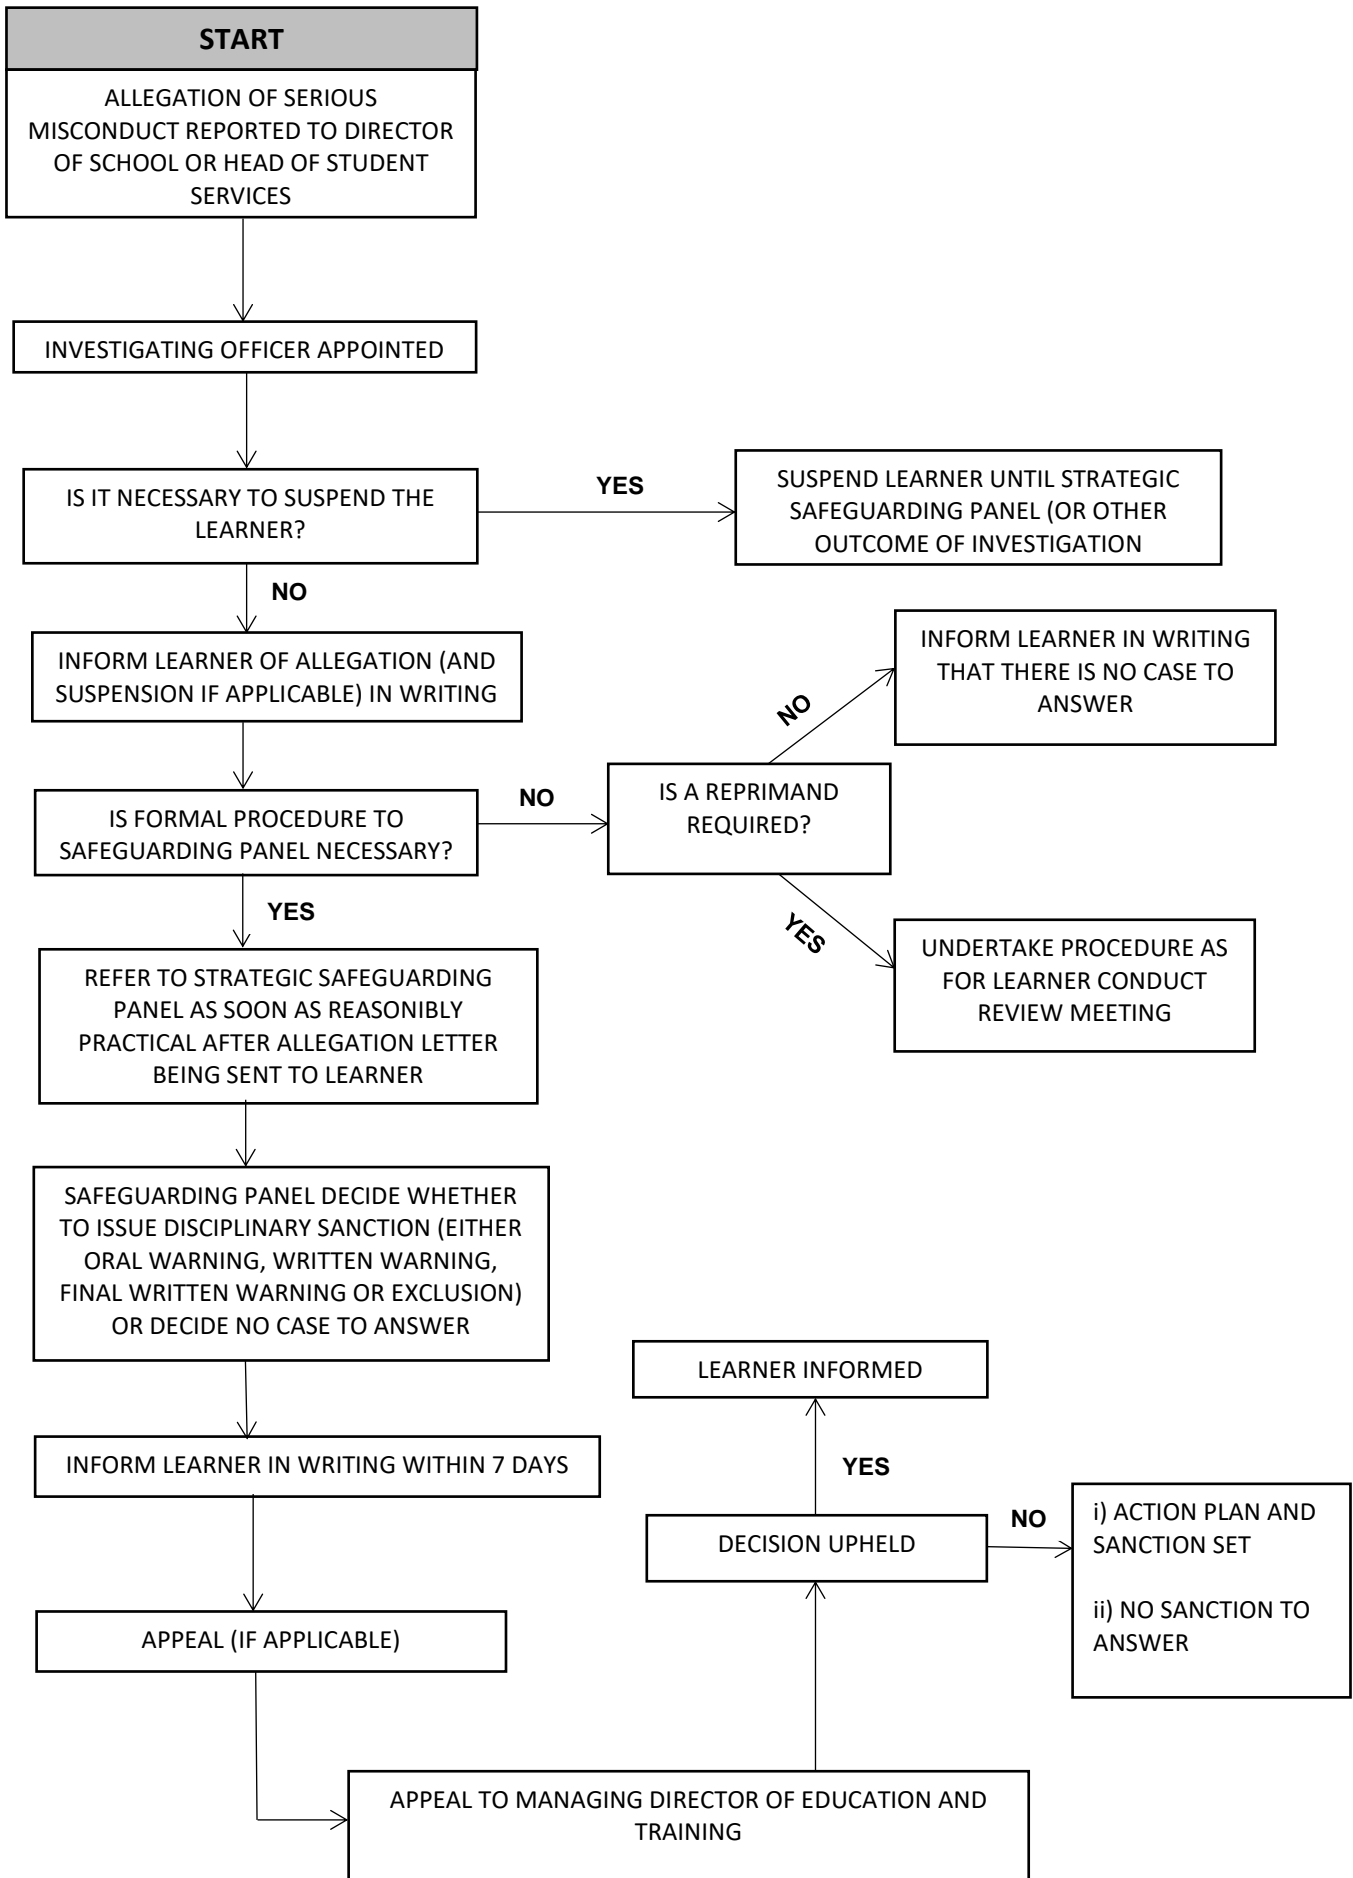 START
ALLEGATION OF SERIOUS
MISCONDUCT REPORTED TO DIRECTOR
OF SCHOOL OR HEAD OF STUDENT
SERVICES
INVESTIGATING OFFICER APPOINTED
IS IT NECESSARY TO SUSPEND THE
LEARNER?
YES
SUSPEND LEARNER UNTIL STRATEGIC
SAFEGUARDING PANEL (OR OTHER
OUTCOME OF INVESTIGATION
NO
INFORM LEARNER OF ALLEGATION (AND
SUSPENSION IF APPLICABLE) IN WRITING
IS FORMAL PROCEDURE TO
SAFEGUARDING PANEL NECESSARY?
NO
IS A REPRIMAND
REQUIRED?
NO
INFORM LEARNER IN WRITING
THAT THERE IS NO CASE TO
ANSWER
YES
UNDERTAKE PROCEDURE AS
FOR LEARNER CONDUCT
REVIEW MEETING
YES
REFER TO STRATEGIC SAFEGUARDING
PANEL AS SOON AS REASONIBLY
PRACTICAL AFTER ALLEGATION LETTER
BEING SENT TO LEARNER
SAFEGUARDING PANEL DECIDE WHETHER
TO ISSUE DISCIPLINARY SANCTION (EITHER
ORAL WARNING, WRITTEN WARNING,
FINAL WRITTEN WARNING OR EXCLUSION)
OR DECIDE NO CASE TO ANSWER
INFORM LEARNER IN WRITING WITHIN 7 DAYS
APPEAL (IF APPLICABLE)
APPEAL TO MANAGING DIRECTOR OF EDUCATION AND
TRAINING
DECISION UPHELD
YES
LEARNER INFORMED
NO
i) ACTION PLAN AND
SANCTION SET
ii) NO SANCTION TO
ANSWER